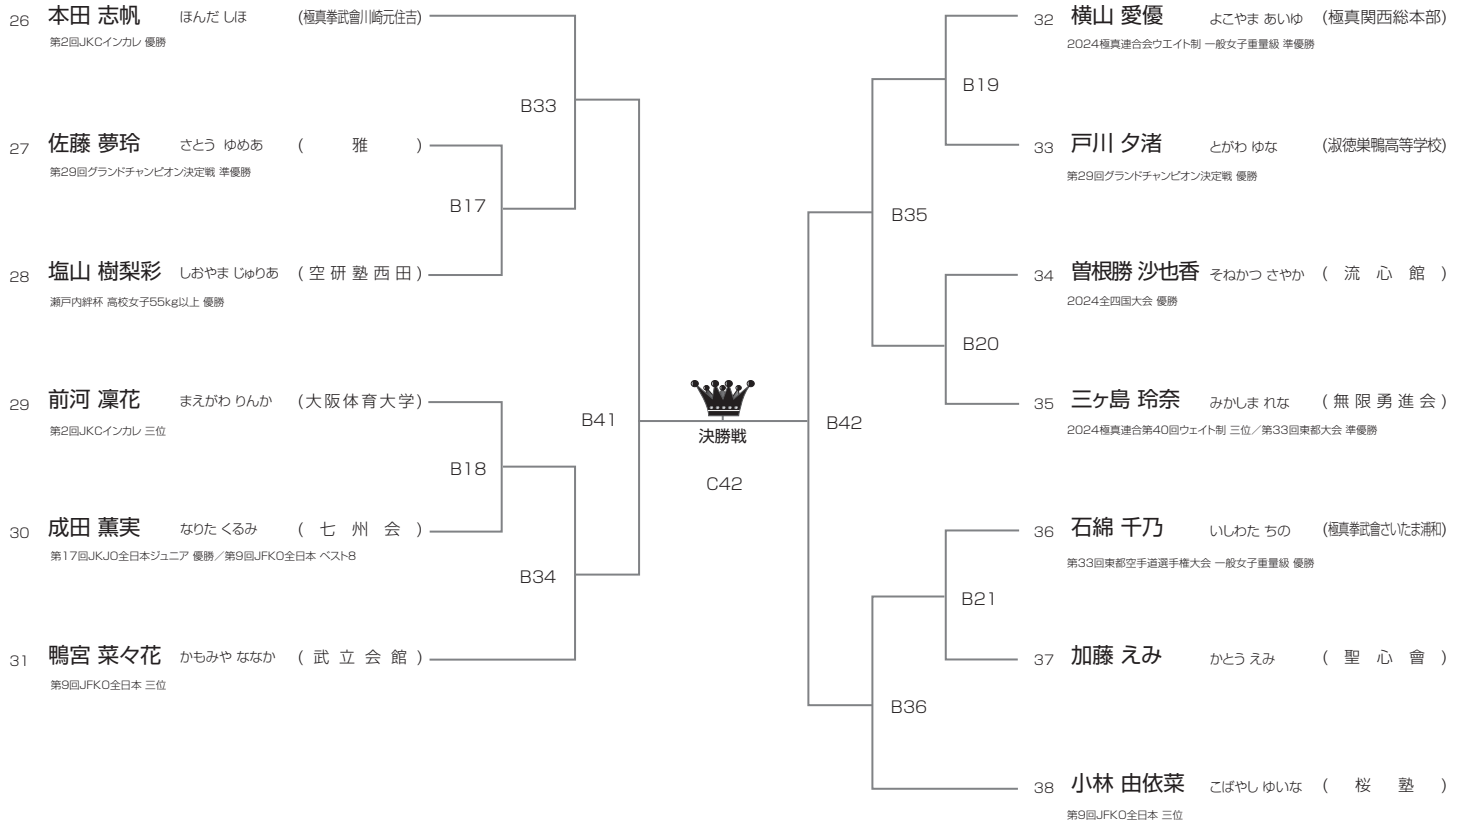 26 本田 志帆 ほんだ しほ (極真拳武會川崎元住吉)
第2回JKCインカレ 優勝
B33
27 佐藤 夢玲 さとう ゆめあ ( 雅 )
第29回グランドチャンピオン決定戦 準優勝
B17
28 塩山 樹梨彩 しおやま じゅりあ (空研塾西田)
瀬戸内絆杯 高校女子55kg以上 優勝
B41
29 前河 凜花 まえがわ りんか (大阪体育大学)
第2回JKCインカレ 三位
B18
30 成田 薫実 なりた くるみ ( 七 州 会 )
第17回JKJO全日本ジュニア 優勝／第9回JFKO全日本 ベスト8
B34
31 鴨宮 菜々花 かもみや ななか ( 武 立 会 館 )
第9回JFKO全日本 三位
決勝戦
C42
32 横山 愛優 よこやま あいゆ (極真関西総本部)
2024極真連合会ウエイト制 一般女子重量級 準優勝
B19
33 戸川 夕渚 とがわ ゆな (淑徳巣鴨高等学校)
第29回グランドチャンピオン決定戦 優勝
B35
34 曽根勝 沙也香 そねかつ さやか ( 流 心 館 )
2024全四国大会 優勝
B20
35 三ヶ島 玲奈 みかしま れな (無限勇進会)
2024極真連合第40回ウェイト制 三位／第33回東都大会 準優勝
B42
36 石綿 千乃 いしわた ちの (極真拳武會さいたま浦和)
第33回東都空手道選手権大会 一般女子重量級 優勝
B21
37 加藤 えみ かとう えみ ( 聖 心 會 )
B36
38 小林 由依菜 こばやし ゆいな ( 桜 塾 )
第9回JFKO全日本 三位